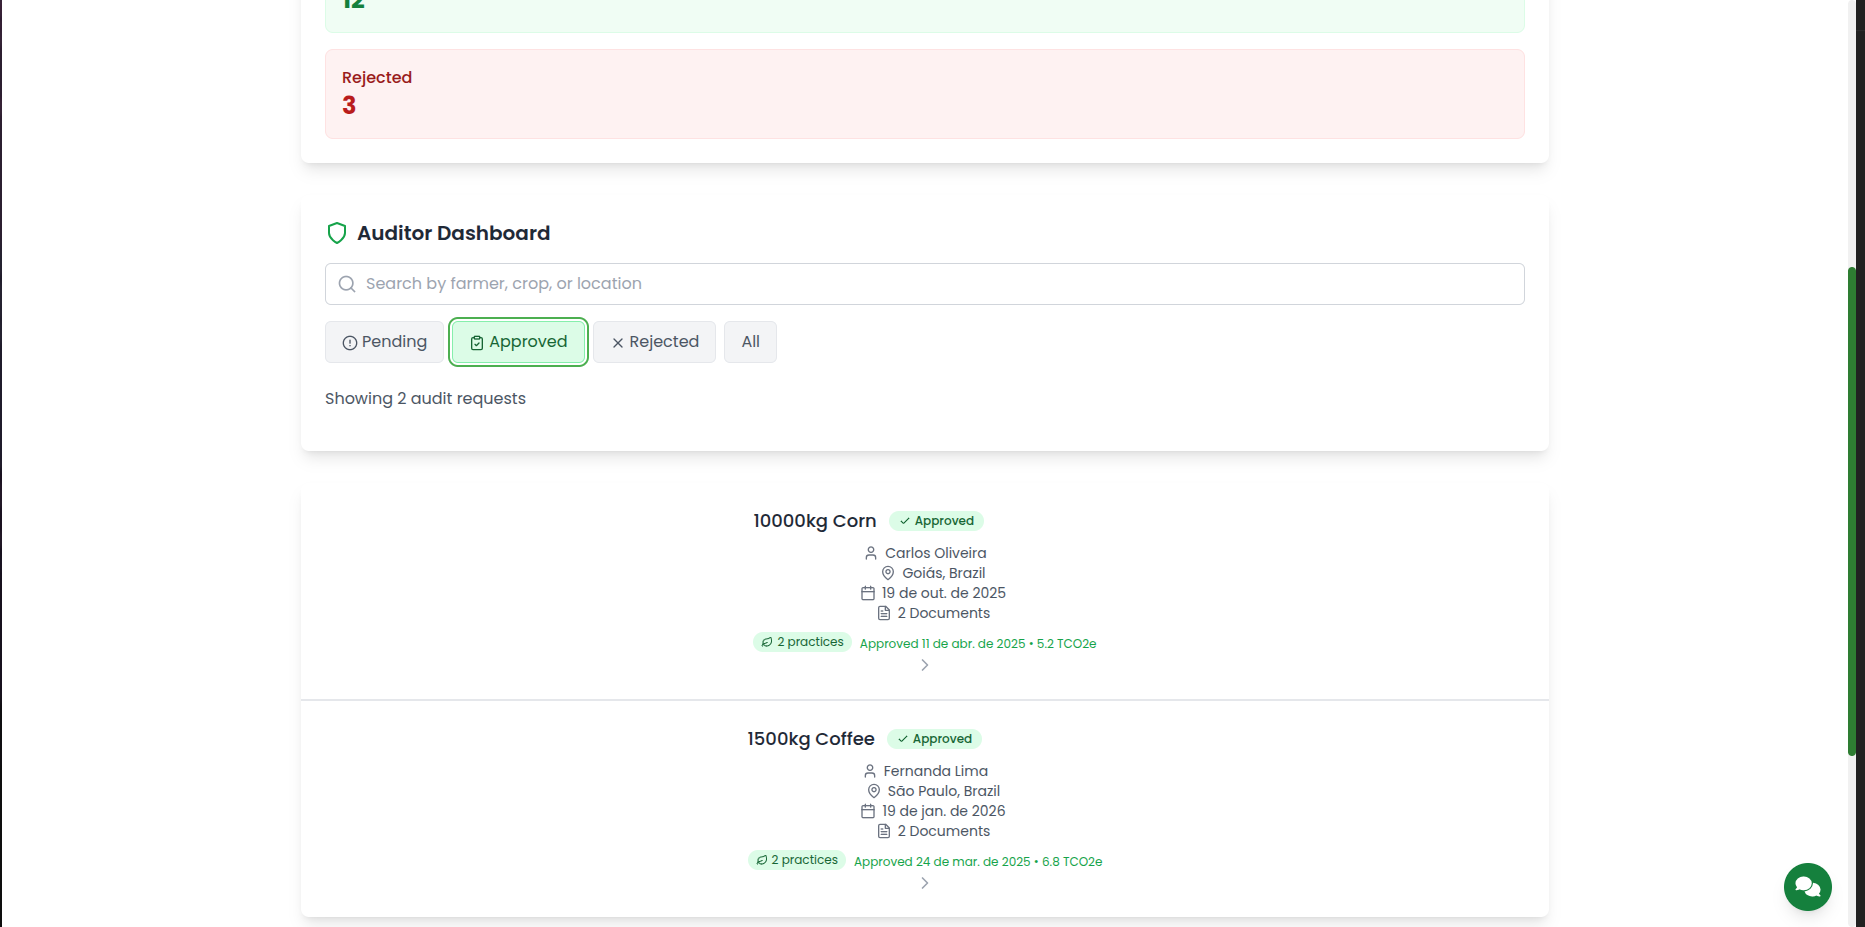 12
Rejected
3
Auditor Dashboard
Search by farmer, crop, or location
Pending Approved Rejected All
Showing 2 audit requests
10000kg Corn Approved
Carlos Oliveira
Goiás, Brazil
19 de out. de 2025
2 Documents
2 practices Approved 11 de abr. de 2025 • 5.2 TCO2e
1500kg Coffee Approved
Fernanda Lima
São Paulo, Brazil
19 de jan. de 2026
2 Documents
2 practices Approved 24 de mar. de 2025 • 6.8 TCO2e